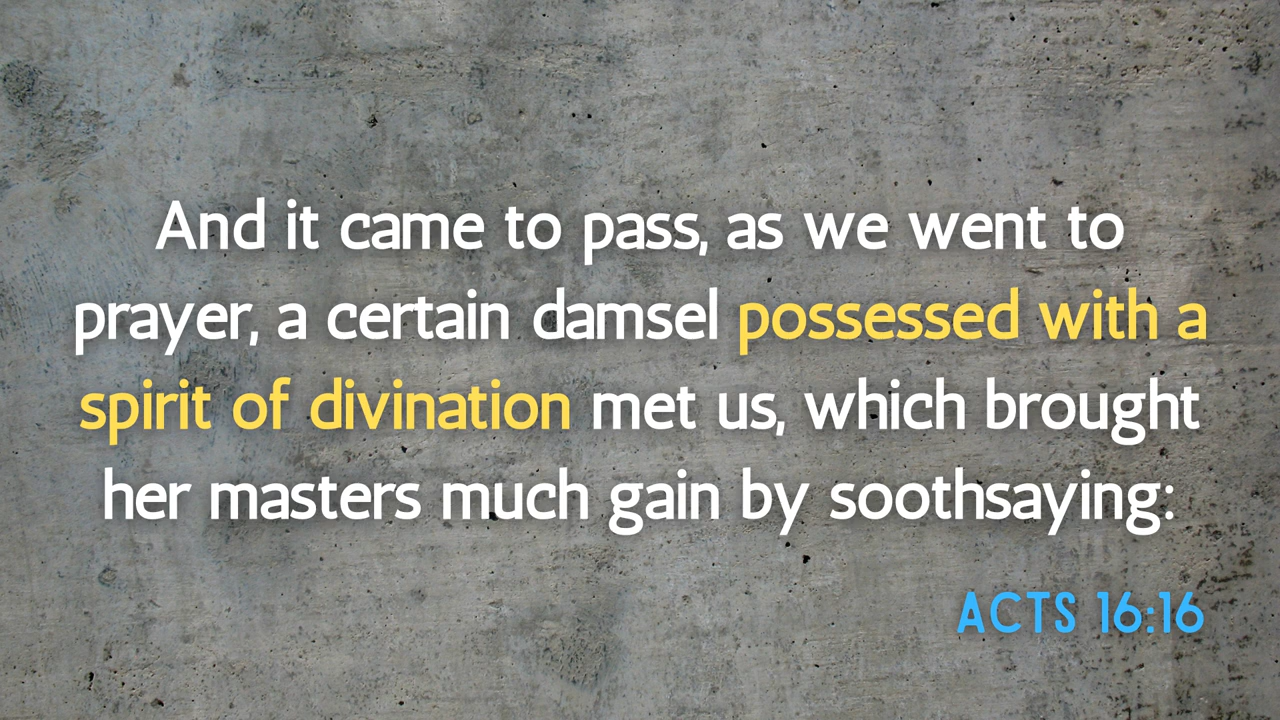 And it came to pass, as we went to
prayer, a certain damsel possessed with a
spirit of divination met us, which brought
her masters much gain by soothsaying:
ACTS 16:16